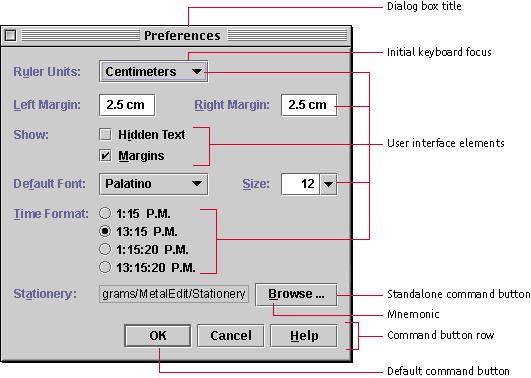 Dialog box title
Preferences
Initial keyboard focus
Ruler Units: Centimeters
Left Margin: 2.5 cm Right Margin: 2.5 cm
Show: Hidden Text
User interface elements
Margins
Default Font: Palatino Size: 12
Time Format: 1:15 P.M.
13:15 P.M.
1:15:20 P.M.
13:15:20 P.M.
Stationery: grams/MetalEdit/Stationery Browse ...
Standalone command button
Mnemonic
OK Cancel Help
Command button row
Default command button